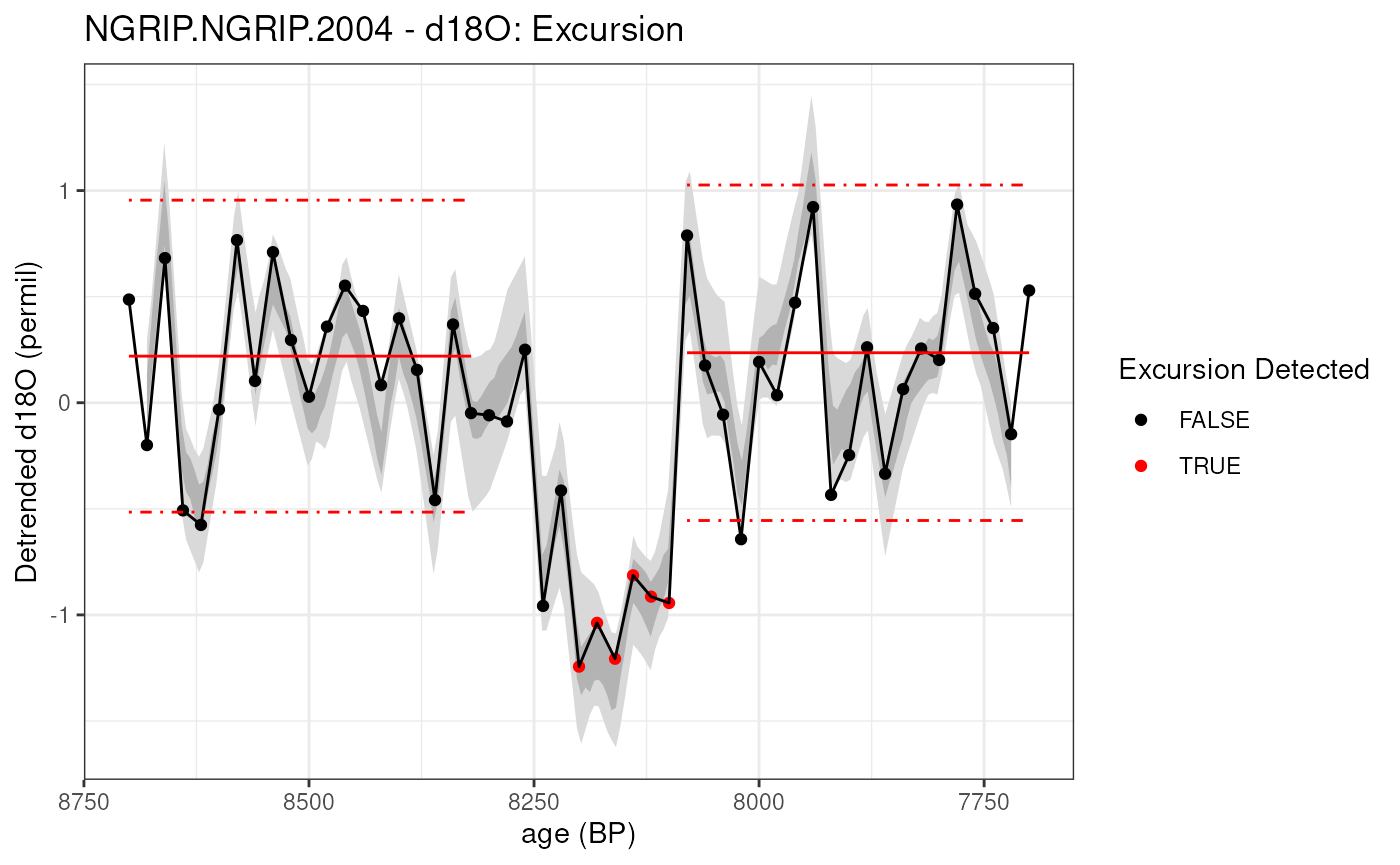 NGRIP.NGRIP.2004 - d18O: Excursion
Detrended d18O (permil)
1
0
-1
8750
8500
8250
8000
7750
age (BP)
Excursion Detected
FALSE
TRUE